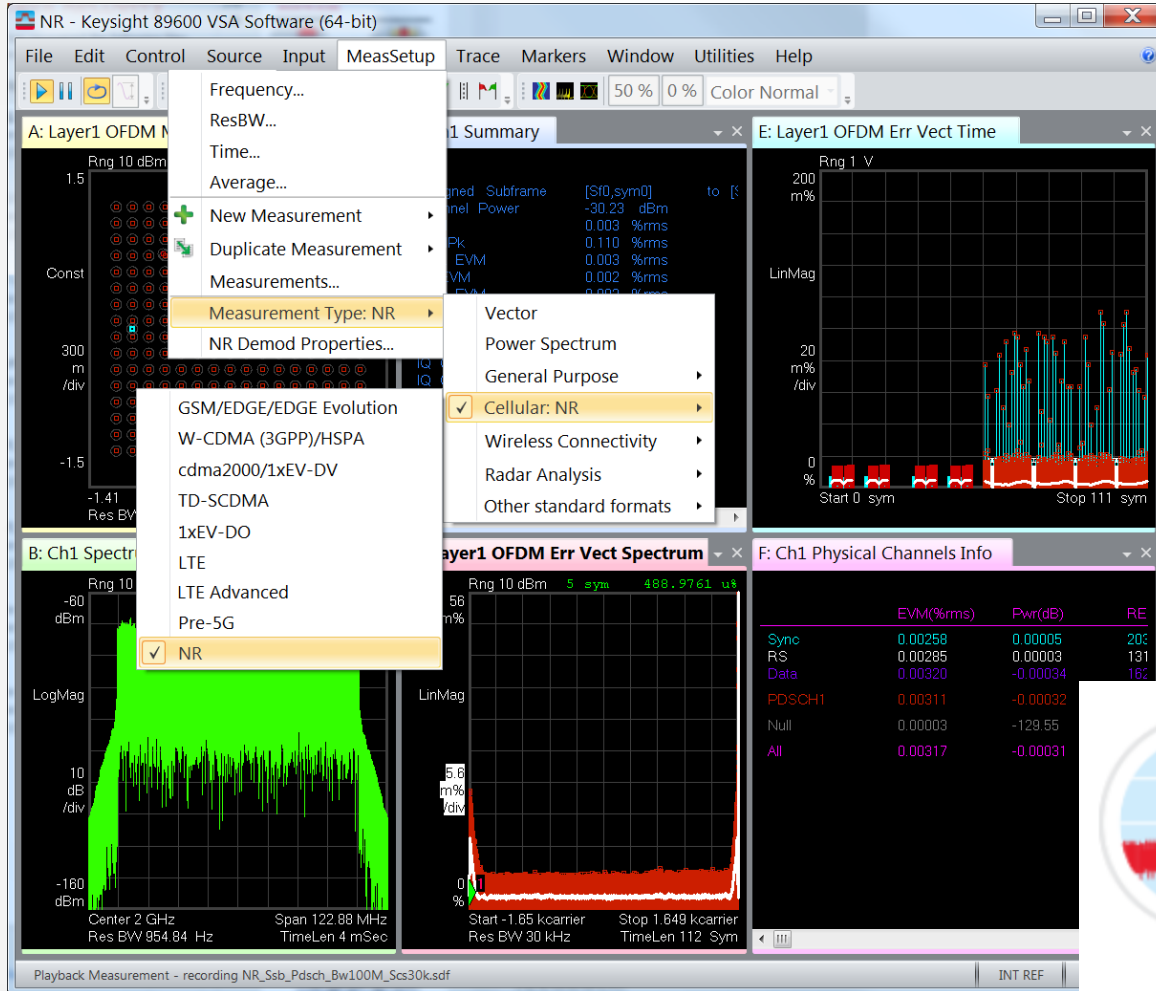 NR - Keysight 89600 VSA Software (64-bit)
File Edit Control Source Input MeasSetup Trace Markers Window Utilities Help
50 % 0 % Color Normal
Frequency...
ResBW...
Time...
Average...
New Measurement
Duplicate Measurement
Measurements...
Measurement Type: NR
NR Demod Properties...
Vector
Power Spectrum
General Purpose
Cellular: NR
Wireless Connectivity
Radar Analysis
Other standard formats
GSM/EDGE/EDGE Evolution
W-CDMA (3GPP)/HSPA
cdma2000/1xEV-DV
TD-SCDMA
1xEV-DO
LTE
LTE Advanced
Pre-5G
NR
A: Layer1 OFDM M
Rng 10 dBm
1.5
Const
300
m
/div
-1.5
-1.41
Res BW
1 Summary
gned Subframe [Sf0,sym0] to [S
nel Power -30.23 dBm
0.003 %rms
Pk 0.110 %rms
EVM 0.003 %rms
VM 0.002 %rms
IQ
IQ
E: Layer1 OFDM Err Vect Time
Rng 1 V
200
m%
LinMag
20
m%
/div
0
%
Start 0 sym Stop 111 sym
B: Ch1 Spectr
Rng 10
-60
dBm
LogMag
10
dB
/div
-160
dBm
Center 2 GHz Span 122.88 MHz
Res BW 954.84 Hz TimeLen 4 mSec
ayer1 OFDM Err Vect Spectrum
Rng 10 dBm 5 sym 488.9761 u%
56
m%
LinMag
5.6
m%
/div
0
%
1
Start -1.65 kcarrier Stop 1.649 kcarrier
Res BW 30 kHz TimeLen 112 Sym
F: Ch1 Physical Channels Info
EVM(%rms) Pwr(dB) RE
Sync 0.00258 0.00005 203
RS 0.00285 0.00003 131
Data 0.00320 -0.00034 162
PDSCH1 0.00311 -0.00032
Null 0.00003 -129.55
All 0.00317 -0.00031
Playback Measurement - recording NR_Ssb_Pdsch_Bw100M_Scs30k.sdf
INT REF